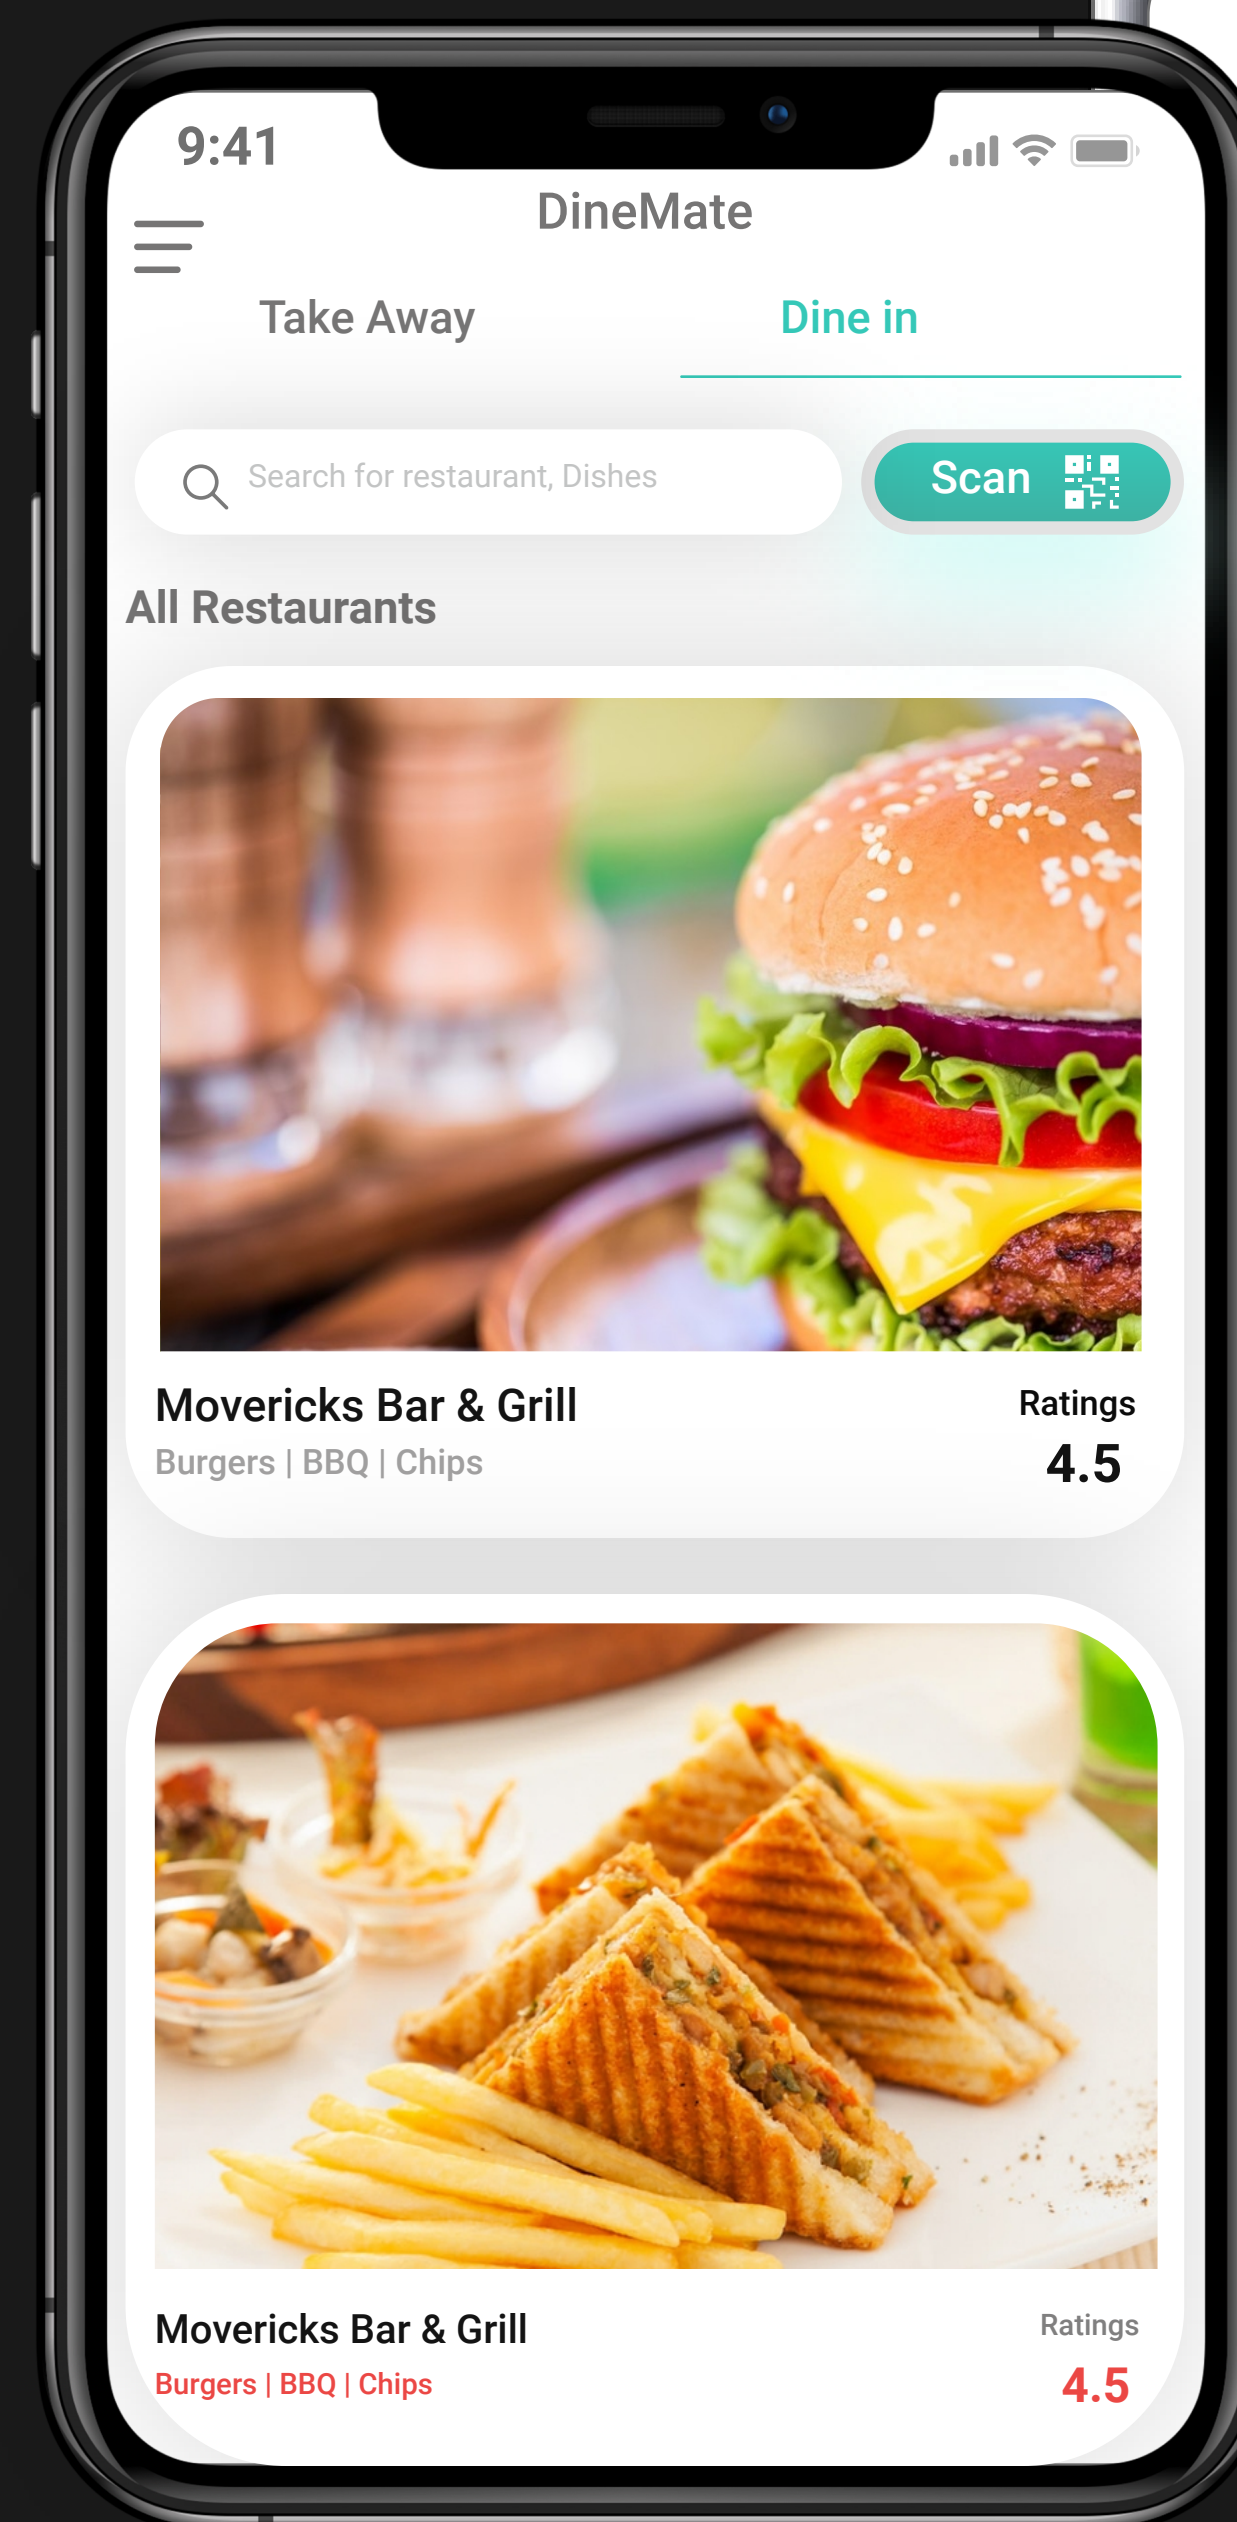 9:41
DineMate
Take Away
Dine in
Search for restaurant, Dishes
Scan
All Restaurants
Movericks Bar & Grill
Ratings
Burgers | BBQ | Chips
4.5
Movericks Bar & Grill
Ratings
Burgers | BBQ | Chips
4.5